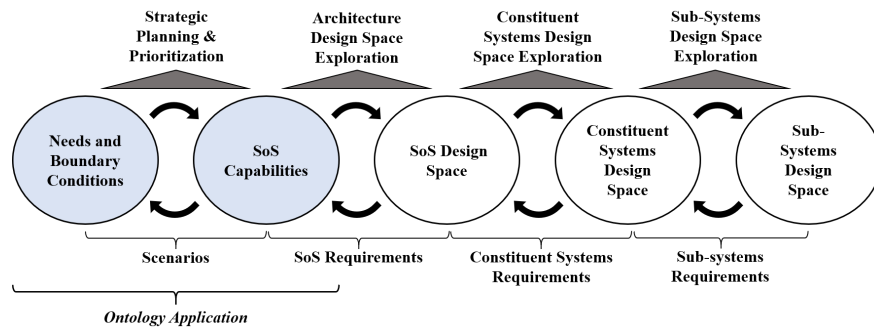 Strategic
Planning &
Prioritization
Architecture
Design Space
Exploration
Constituent
Systems Design
Space Exploration
Sub-Systems
Design Space
Exploration
Needs and
Boundary
Conditions
SoS
Capabilities
SoS Design
Space
Constituent
Systems
Design
Space
Sub-
Systems
Design
Space
Scenarios
SoS Requirements
Constituent Systems
Requirements
Sub-systems
Requirements
Ontology Application